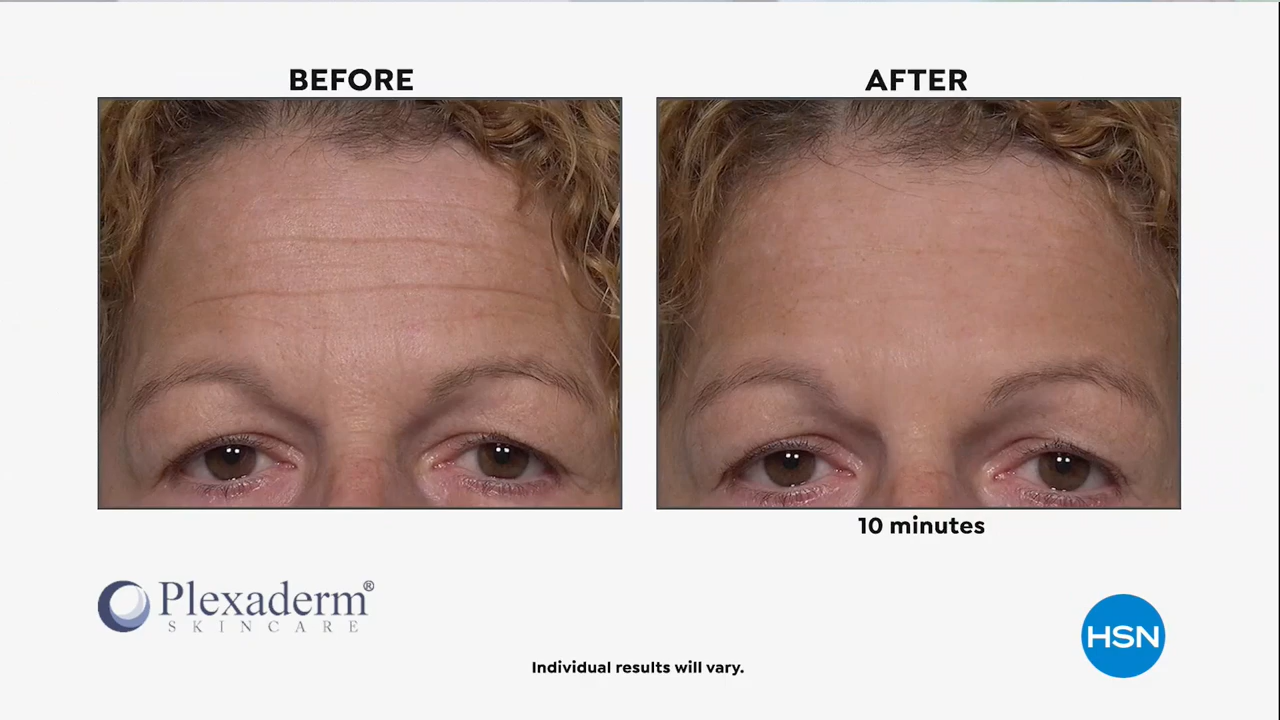 BEFORE
AFTER
10 minutes
Plexaderm®
SKINCARE
HSN
Individual results will vary.